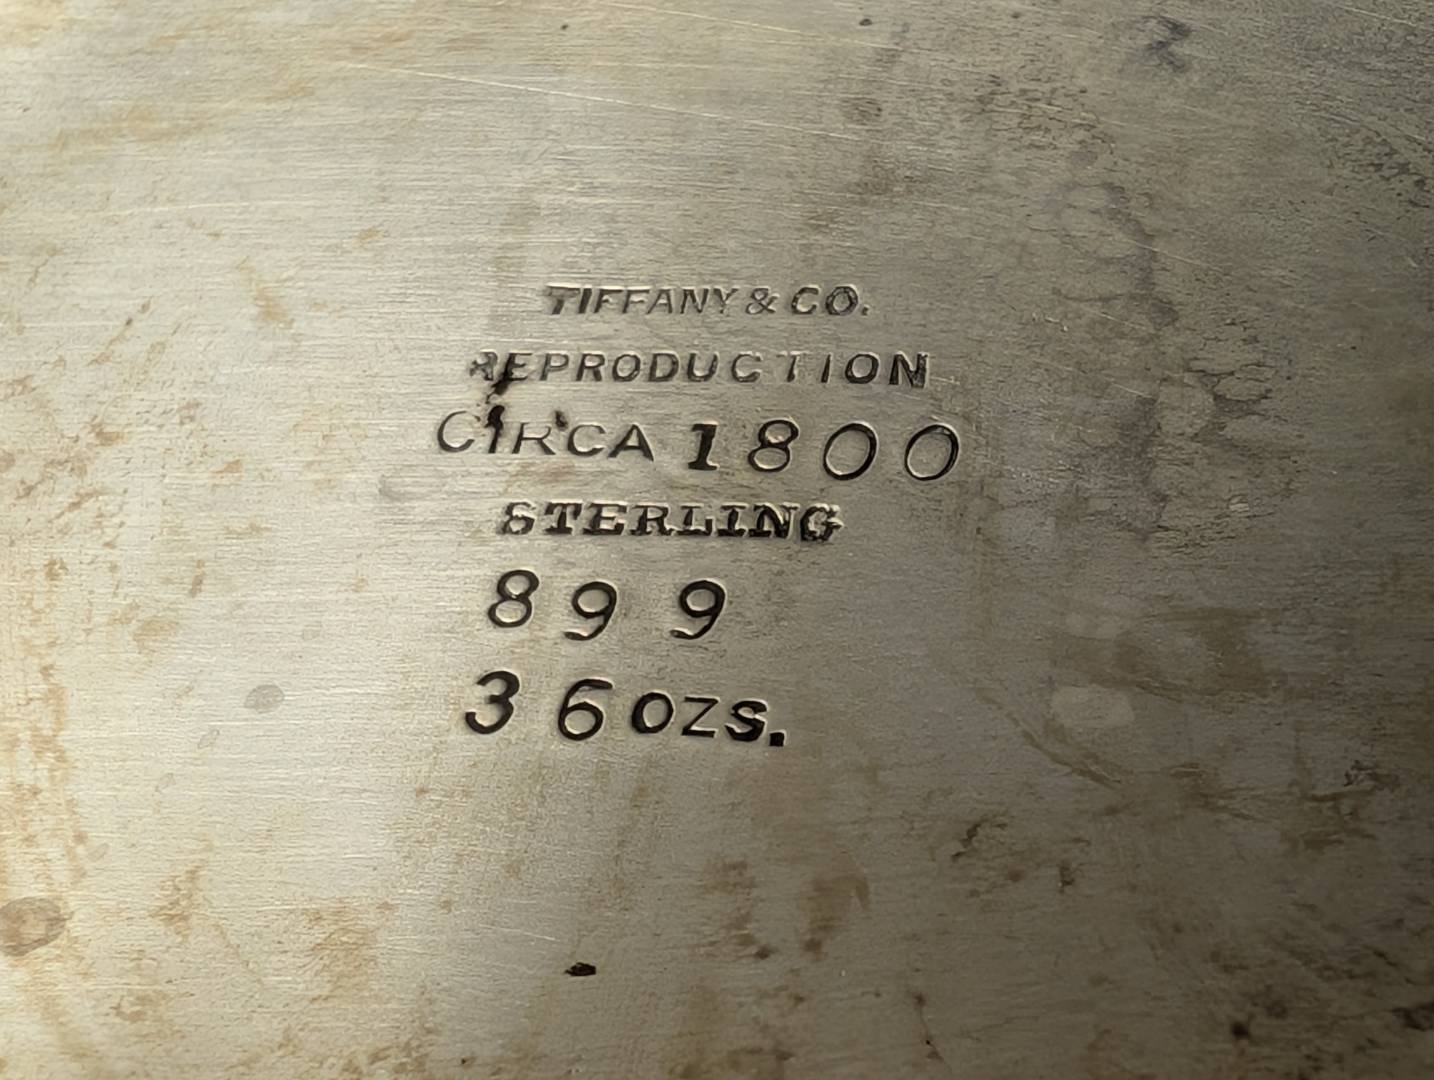 TIFFANY & CO.
REPRODUCTION
CIRCA 1800
STERLING
899
36 OZS.